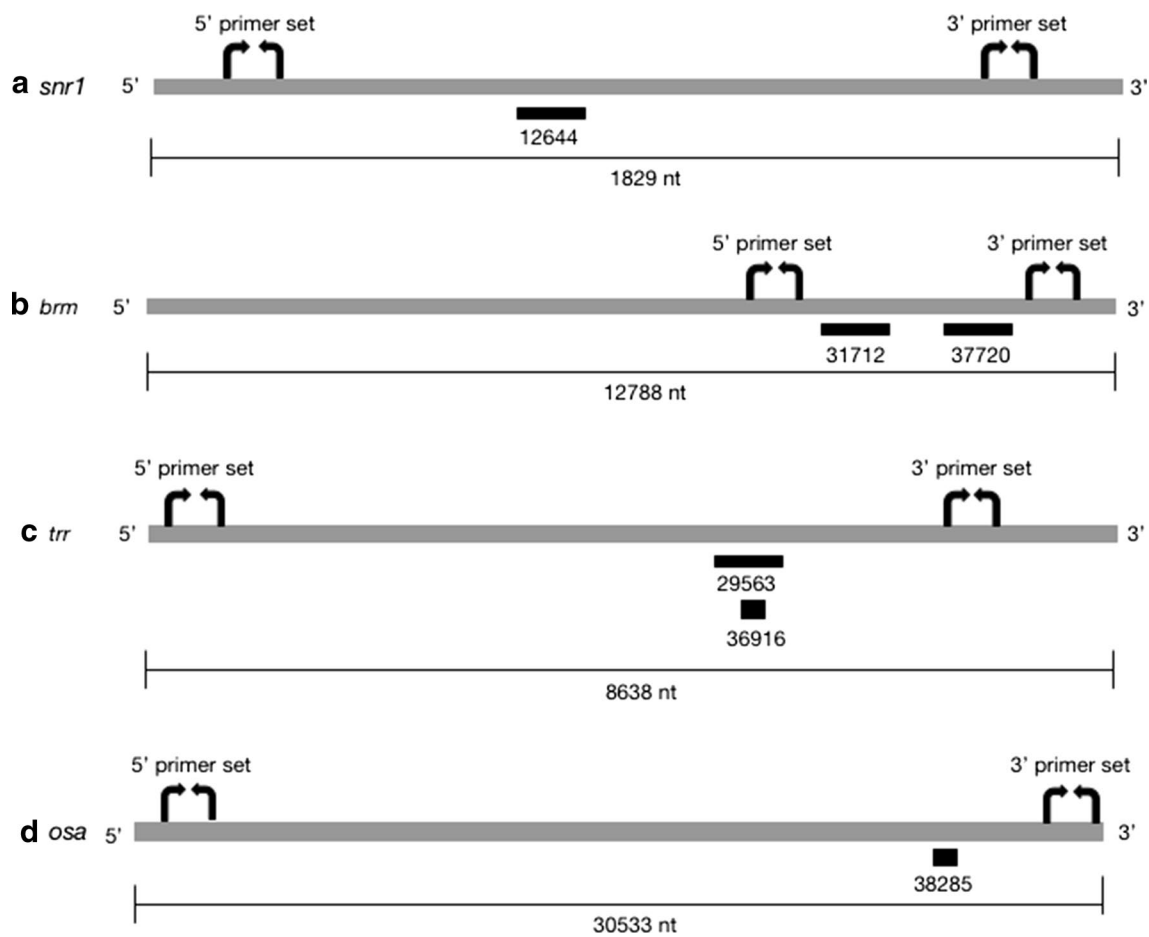 5’ primer set 3’ primer set
a snr1 5’ 3’
12644
1829 nt
5’ primer set 3’ primer set
b brm 5’ 3’
31712 37720
12788 nt
5’ primer set 3’ primer set
c trr 5’ 3’
29563
36916
8638 nt
5’ primer set 3’ primer set
d osa 5’ 3’
38285
30533 nt